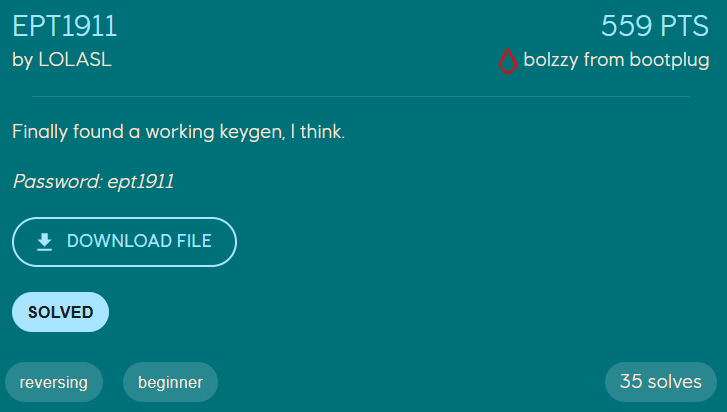 EPT1911
559 PTS
by LOLASL
bolzzy from bootplug
Finally found a working keygen, I think.
Password: ept1911
DOWNLOAD FILE
SOLVED
reversing
beginner
35 solves